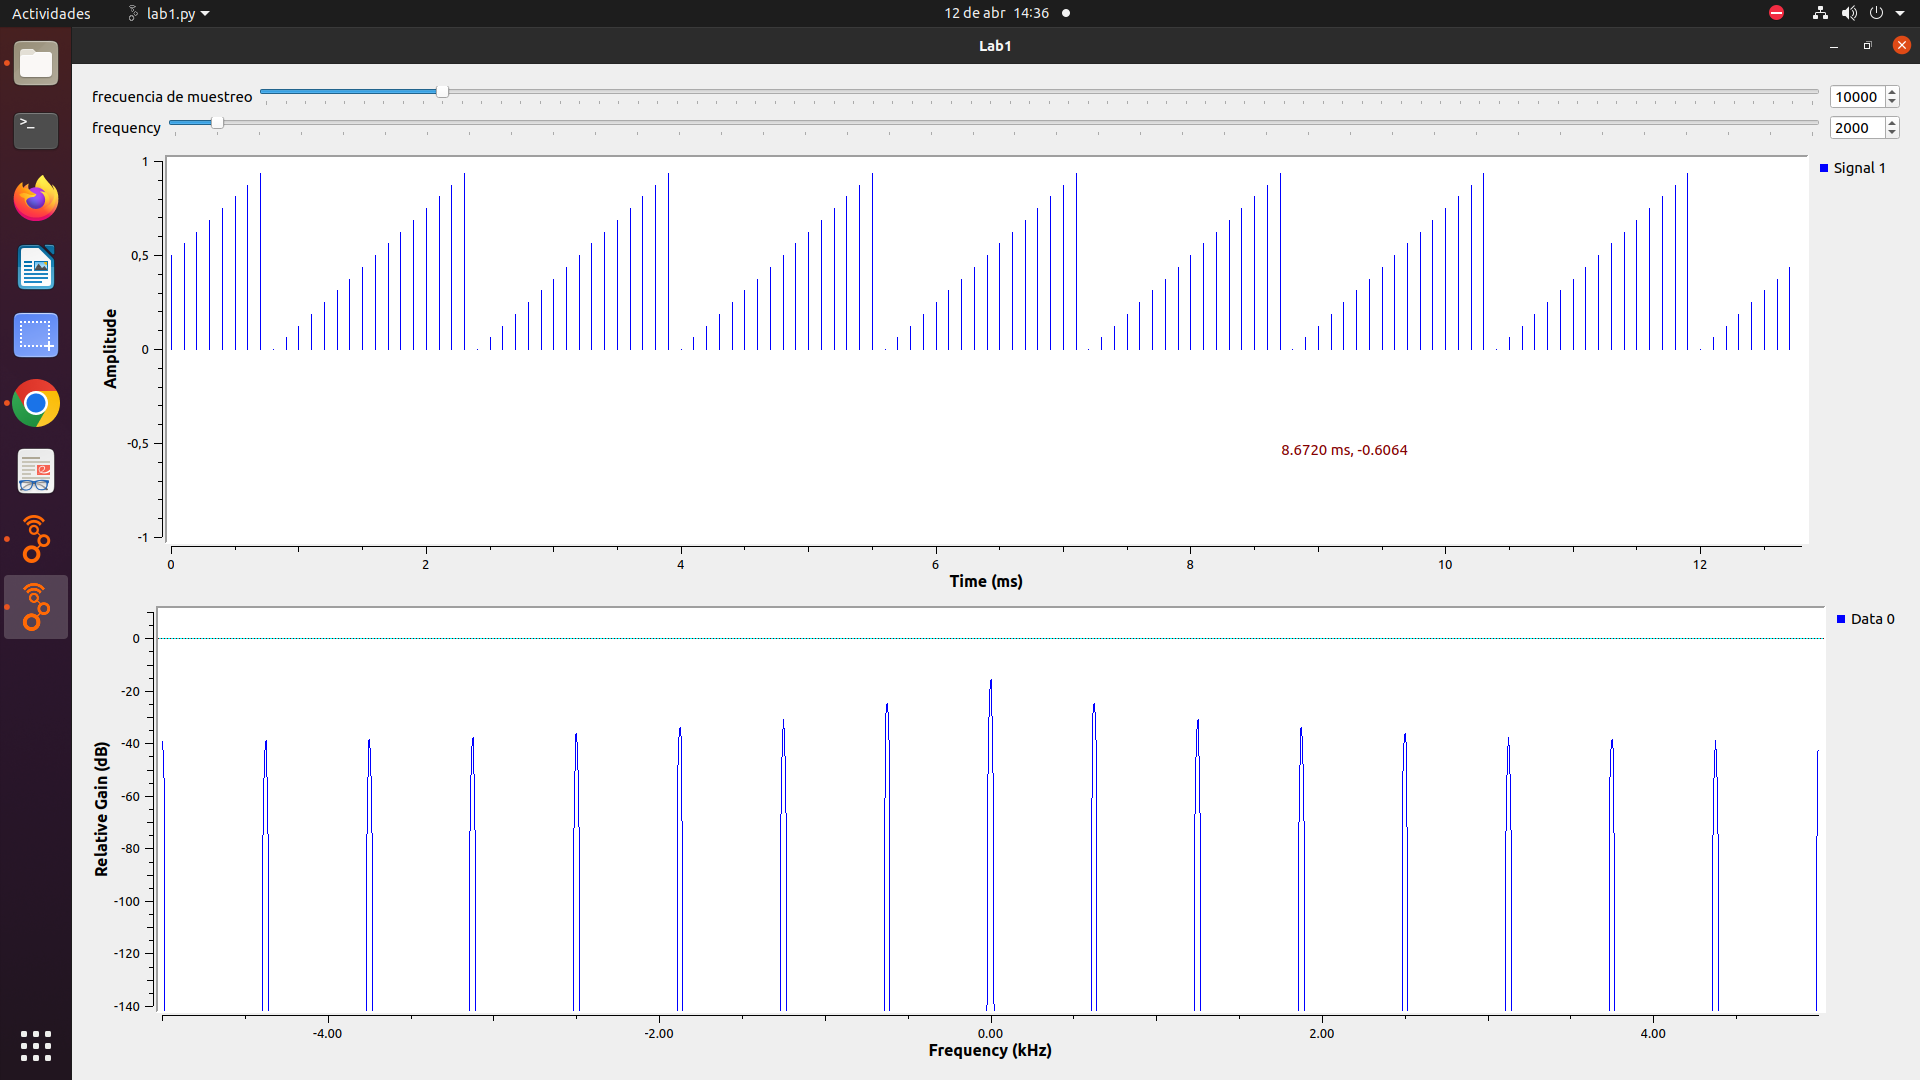 Actividades lab1.py 12 de abr 14:36
Lab1
frecuencia de muestreo 10000
frequency 2000
Signal 1
1
0,5
0
-0,5
-1
Amplitude
8.6720 ms, -0.6064
0 2 4 6 8 10 12
Time (ms)
Data 0
0
-20
-40
-60
-80
-100
-120
-140
Relative Gain (dB)
-4.00 -2.00 0.00 2.00 4.00
Frequency (kHz)